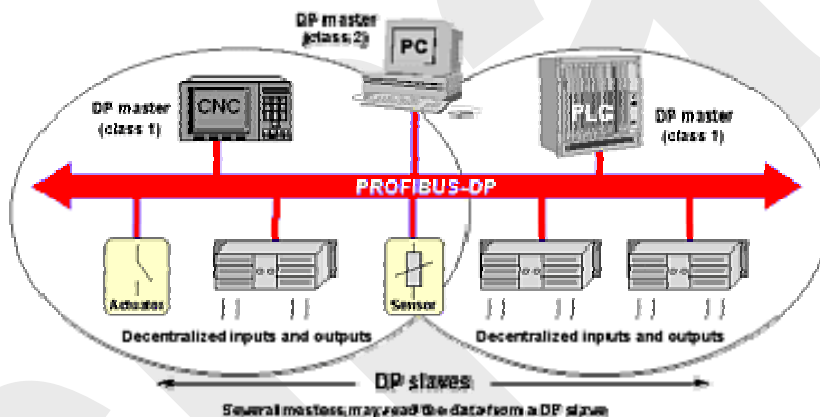 DP master
(class 2)
PC
DP master
(class 1)
CNC
PLC
DP master
(class 1)
PROFIBUS-DP
Actuator
Sensor
Decentralized inputs and outputs
Decentralized inputs and outputs
DP slaves
Several masters may read the data from a DP slave